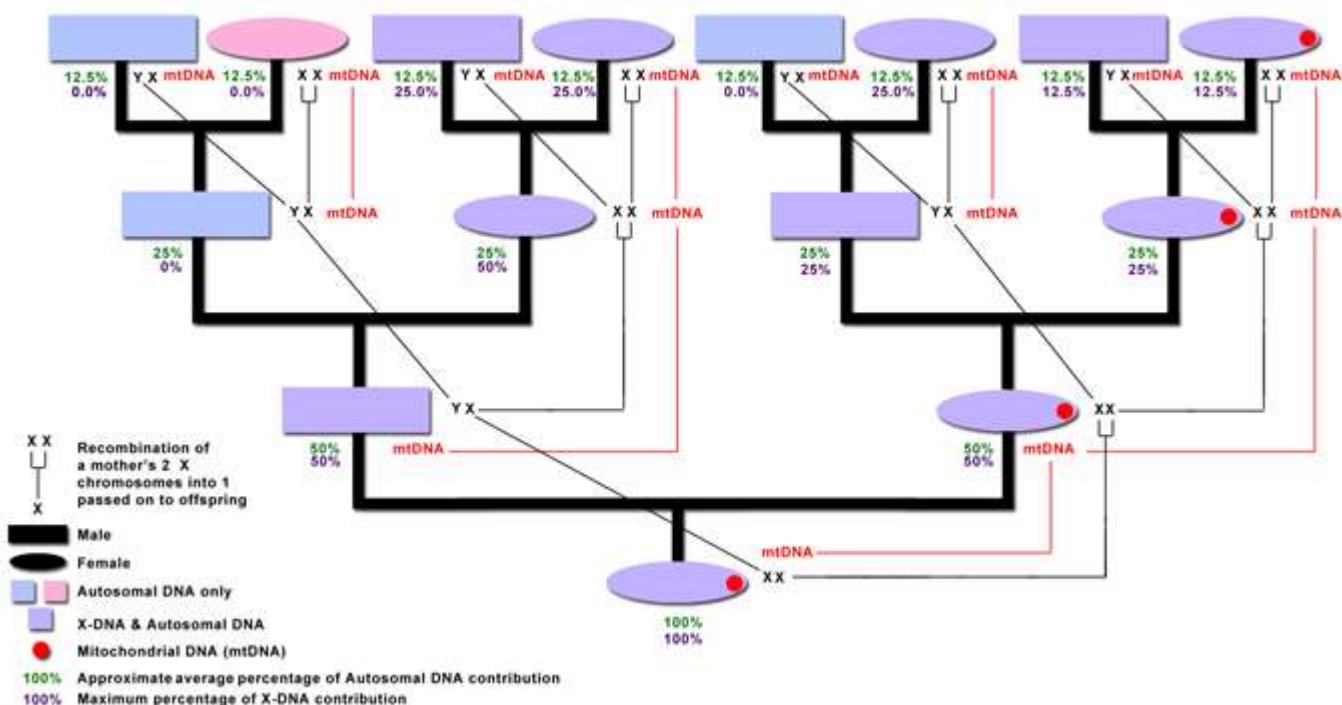 12.5% Y X mtDNA 12.5% X X mtDNA 12.5% Y X mtDNA 12.5% X X mtDNA 12.5% Y X mtDNA 12.5% X X mtDNA 12.5% Y X mtDNA 12.5% X X mtDNA
0.0% 0.0% 25.0% 25.0% 0.0% 25.0% 12.5% 12.5%
Y X mtDNA X X mtDNA Y X mtDNA X X mtDNA
25% 25% 25% 25%
0% 50% 25% 25%
Y X XX
50% mtDNA 50% mtDNA
50% 50%
X X
Recombination of
a mother's 2 X
chromosomes into 1
passed on to offspring
X
Male
Female
Autosomal DNA only
X-DNA & Autosomal DNA
Mitochondrial DNA (mtDNA)
100% Approximate average percentage of Autosomal DNA contribution
100% Maximum percentage of X-DNA contribution
mtDNA
XX
100%
100%